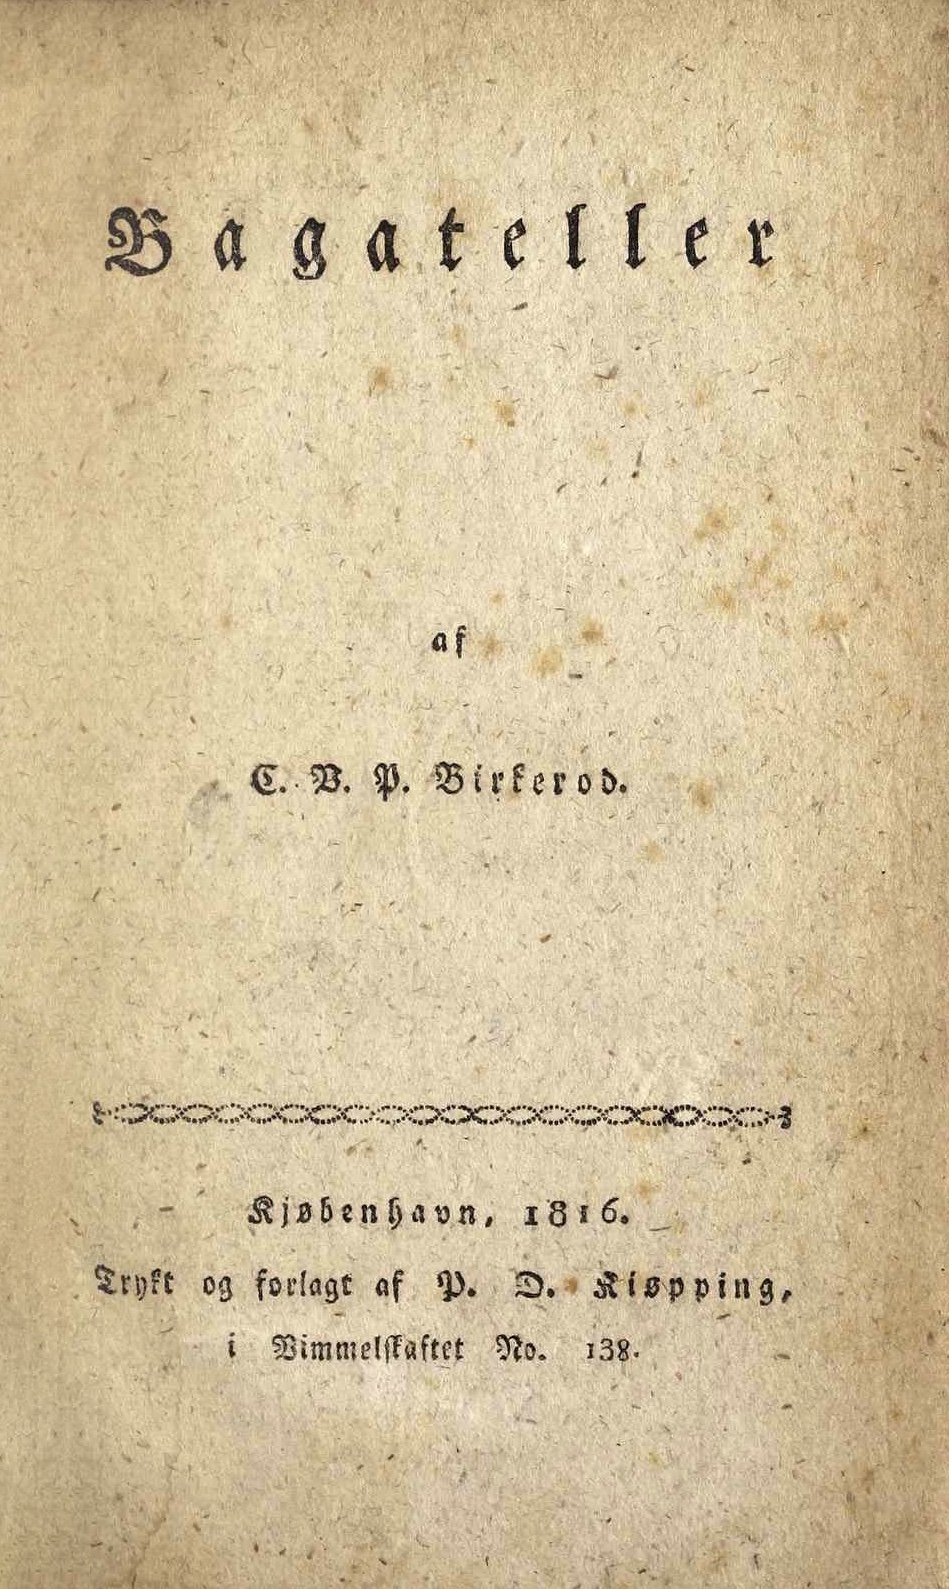 Bagateller
af
C. V. P. Birkerod.
Kjøbenhavn, 1816.
Trykt og forlagt af P. D. Kiøpping,
i Vimmelskaftet No. 138.